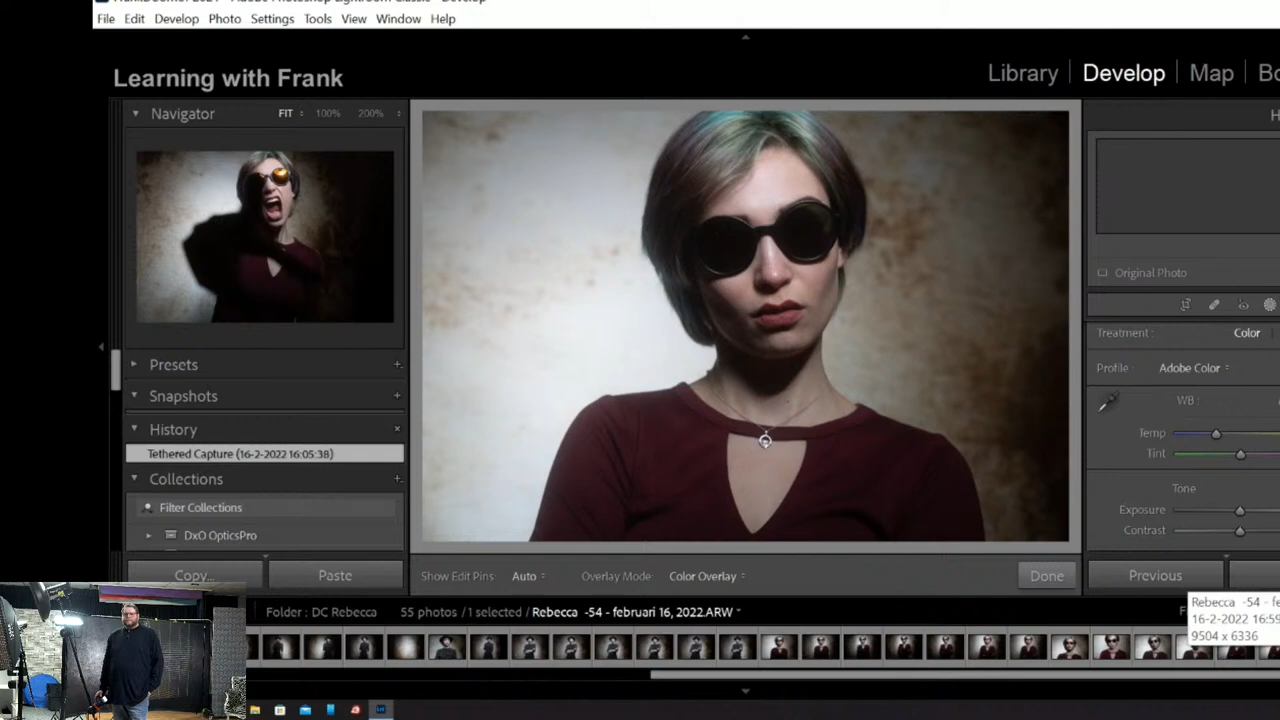 File Edit Develop Photo Settings Tools View Window Help
Learning with Frank
Library Develop Map
Navigator FIT 100% 200%
Original Photo
Treatment: Color
Presets
Profile: Adobe Color
Snapshots
WB:
History
Temp
Tethered Capture (16-2-2022 16:05:38)
Tint
Collections
Tone
Filter Collections
Exposure
Contrast
DxO OpticsPro
Copy... Paste
Show Edit Pins: Auto Overlay Mode: Color Overlay Done
Previous
Folder : DC Rebecca 55 photos / 1 selected / Rebecca -54 - februari 16, 2022.ARW
Rebecca -54 - fe
16-2-2022 16:59
9504 x 6336